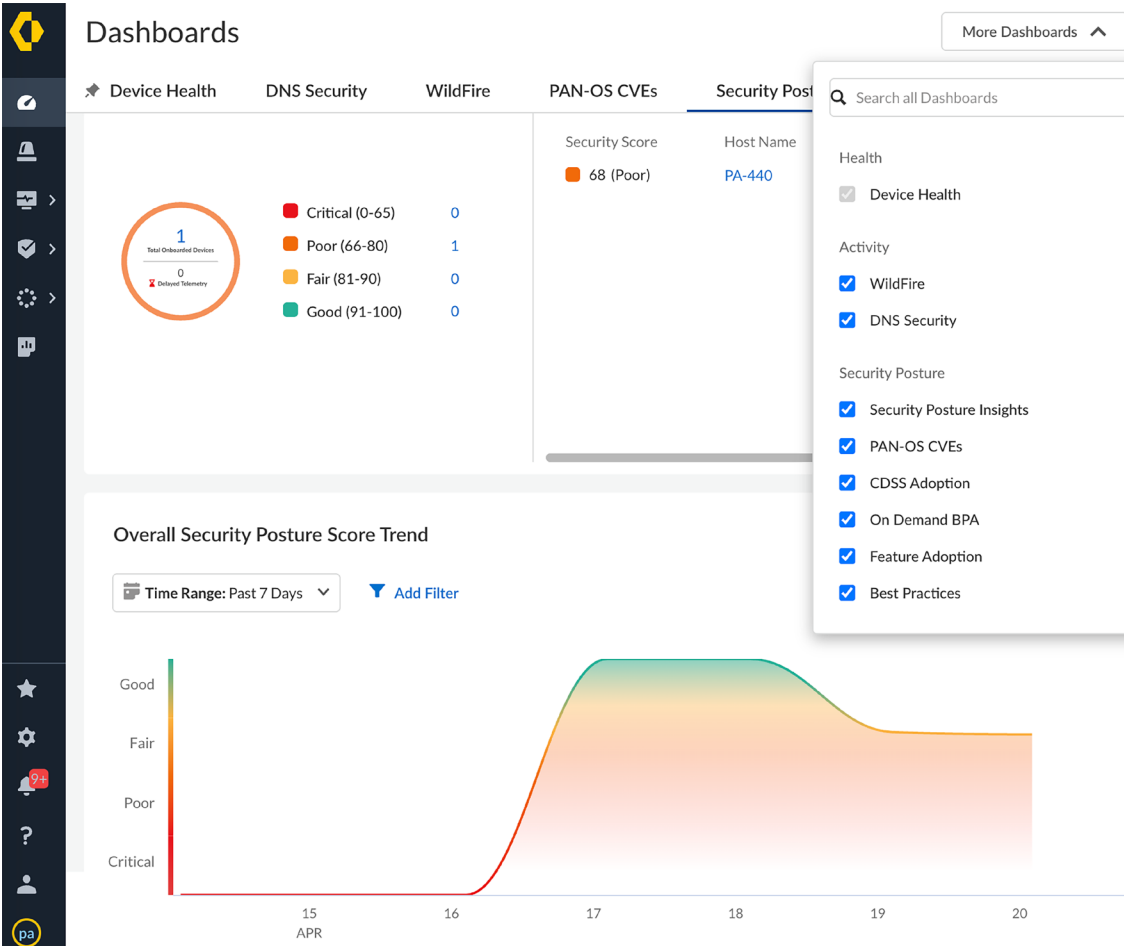 Dashboards
More Dashboards
Device Health
DNS Security
WildFire
PAN-OS CVEs
Security Post
Search all Dashboards
Health
Device Health
Activity
WildFire
DNS Security
Security Posture
Security Posture Insights
PAN-OS CVEs
CDSS Adoption
On Demand BPA
Feature Adoption
Best Practices
1
Total Onboarded Devices
0
Delayed Telemetry
Critical (0-65) 0
Poor (66-80) 1
Fair (81-90) 0
Good (91-100) 0
Security Score Host Name
68 (Poor) PA-440
Overall Security Posture Score Trend
Time Range: Past 7 Days
Add Filter
Good
Fair
Poor
Critical
15 16 17 18 19 20
APR
9+
?
pa